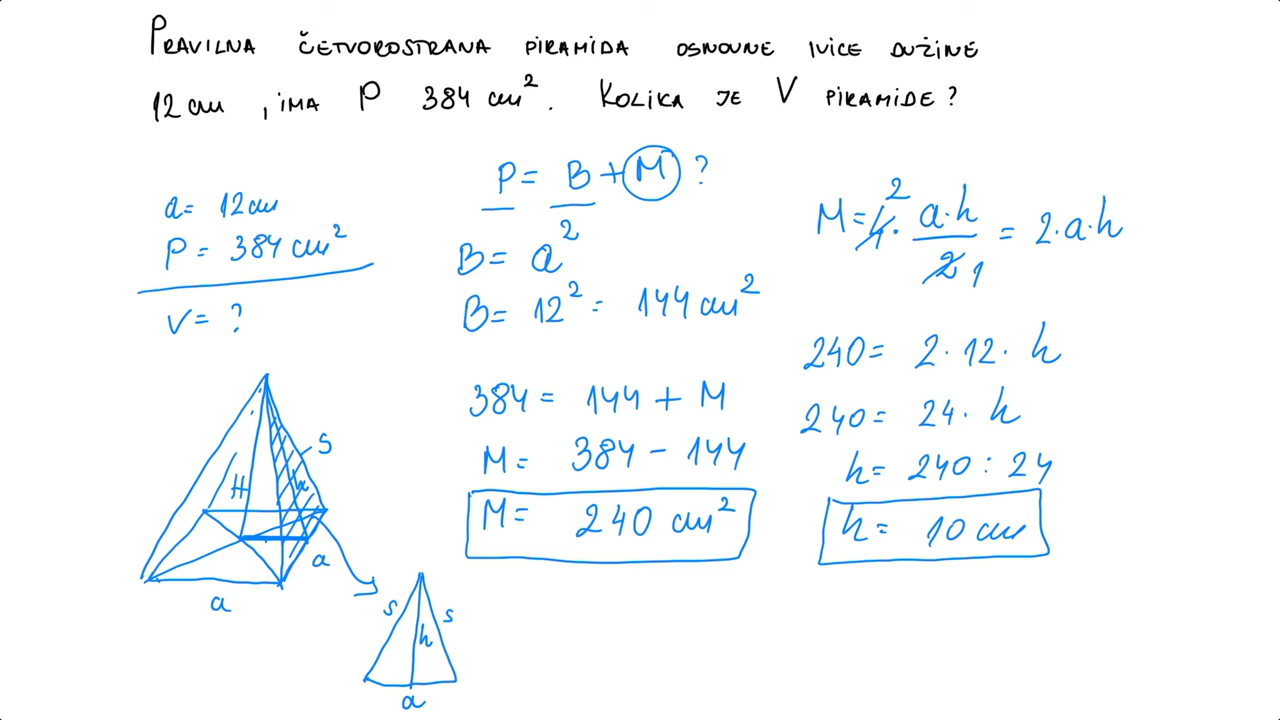 PRAVILNA ČETVOROSTRANA PIRAMIDA OSNOVNE IVICE DUŽINE
12 cm, IMA P 384 cm². KOLIKA JE V PIRAMIDE?
a = 12 cm
P = 384 cm²
V = ?
P = B + M ?
B = a²
B = 12² = 144 cm²
384 = 144 + M
M = 384 - 144
M = 240 cm²
M = 4² · a·h / 2 1 = 2·a·h
240 = 2 · 12 · h
240 = 24 · h
h = 240 : 24
h = 10 cm
H
h
s
a
a
s
s
h
a